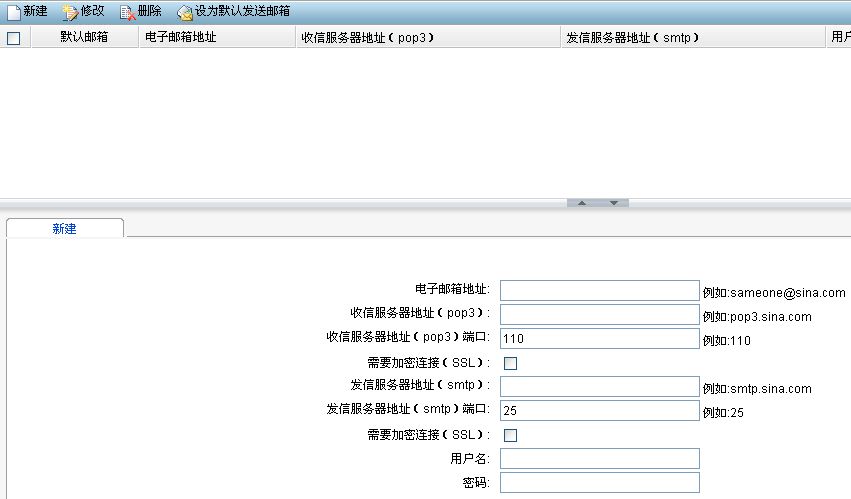 新建 修改 删除 设为默认发送邮箱
默认邮箱 电子邮箱地址 收信服务器地址（pop3） 发信服务器地址（smtp） 用户
新建
电子邮箱地址: 例如:sameone@sina.com
收信服务器地址（pop3）: 例如:pop3.sina.com
收信服务器地址（pop3）端口: 110 例如:110
需要加密连接（SSL）:
发信服务器地址（smtp）: 例如:smtp.sina.com
发信服务器地址（smtp）端口: 25 例如:25
需要加密连接（SSL）:
用户名:
密码: